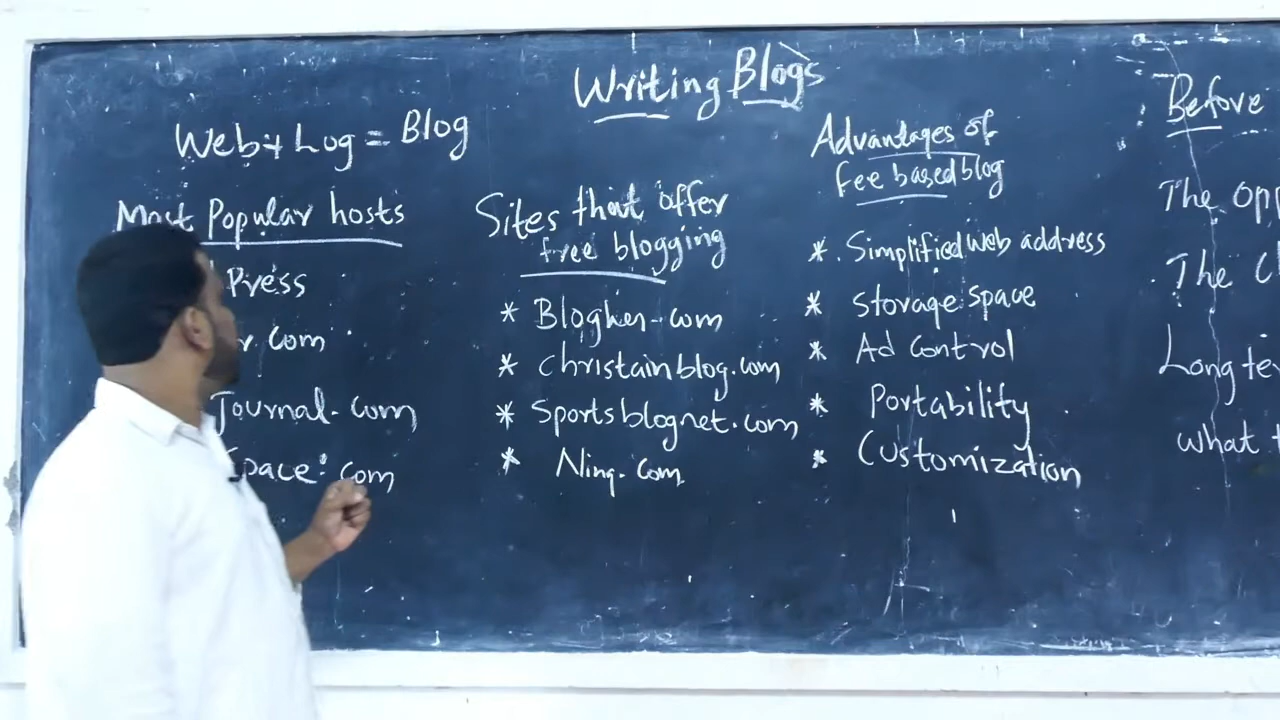 Writing Blogs
Web + Log = Blog
Most Popular hosts
Press
r.com
Journal.com
Space.com
Sites that offer
free blogging
* Blogher.com
* Christainblog.com
* Sportsblognet.com
* Ning.com
Advantages of
fee based blog
* Simplified web address
* Storage space
* Ad control
* Portability
* Customization
Before
The Opp
The C
Long te
what t